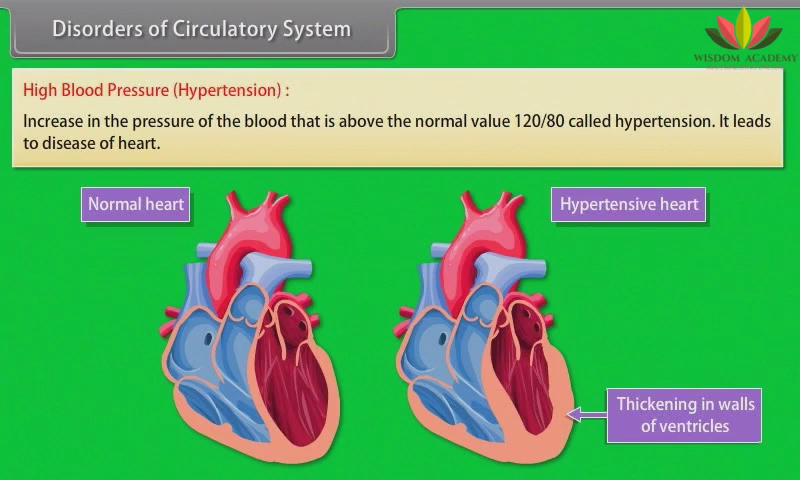 Disorders of Circulatory System
WISDOM ACADEMY
High Blood Pressure (Hypertension) :
Increase in the pressure of the blood that is above the normal value 120/80 called hypertension. It leads
to disease of heart.
Normal heart
Hypertensive heart
Thickening in walls
of ventricles